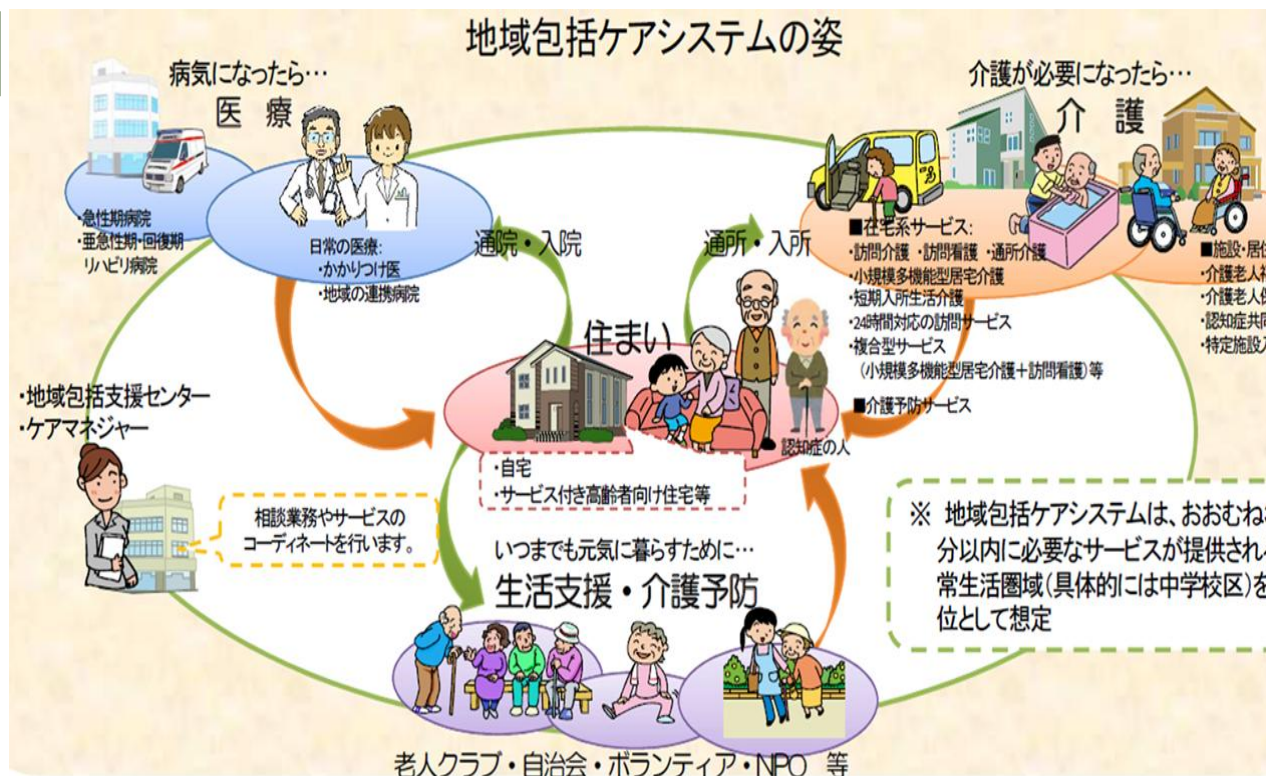 地域包括ケアシステムの姿
病気になったら…
医 療
・急性期病院
・亜急性期・回復期
リハビリ病院
日常の医療:
・かかりつけ医
・地域の連携病院
通院・入院
介護が必要になったら…
介 護
通所・入所
■在宅系サービス:
・訪問介護 ・訪問看護 ・通所介護
・小規模多機能型居宅介護
・短期入所生活介護
・24時間対応の訪問サービス
・複合型サービス
（小規模多機能型居宅介護＋訪問看護）等
■介護予防サービス
■施設・居住
介護老人福
介護老人保
認知症共同
特定施設入
住まい
認知症の人
・自宅
・サービス付き高齢者向け住宅等
・地域包括支援センター
・ケアマネジャー
相談業務やサービスの
コーディネートを行います。
いつまでも元気に暮らすために…
生活支援・介護予防
老人クラブ・自治会・ボランティア・NPO 等
※ 地域包括ケアシステムは、おおむね
分以内に必要なサービスが提供され
常生活圏域（具体的には中学校区）を
位として想定